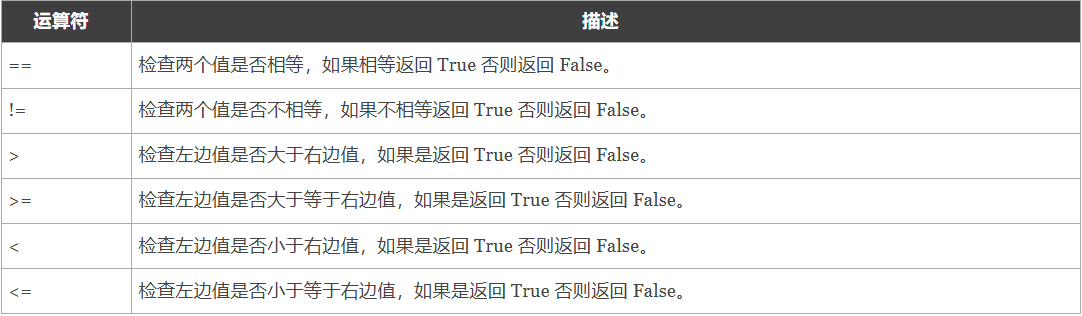 运算符 描述
== 检查两个值是否相等，如果相等返回 True 否则返回 False。
!= 检查两个值是否不相等，如果不相等返回 True 否则返回 False。
> 检查左边值是否大于右边值，如果是返回 True 否则返回 False。
>= 检查左边值是否大于等于右边值，如果是返回 True 否则返回 False。
< 检查左边值是否小于右边值，如果是返回 True 否则返回 False。
<= 检查左边值是否小于等于右边值，如果是返回 True 否则返回 False。